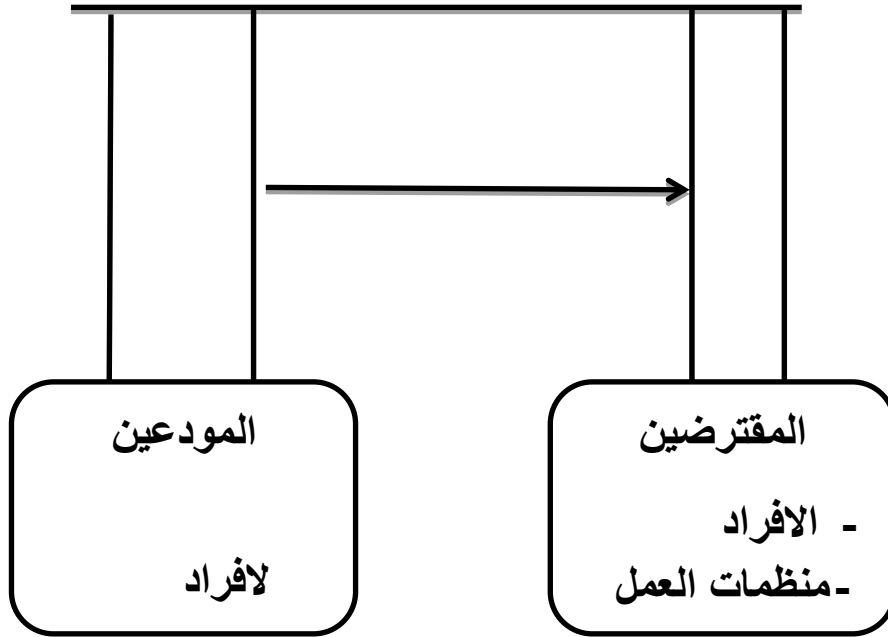 المقترضين
- الافراد
-منظمات العمل
المودعين
لافراد